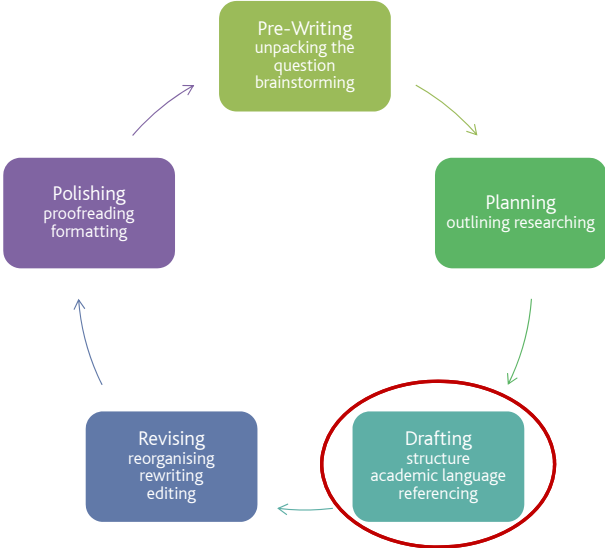 Pre-Writing
unpacking the
question
brainstorming
Planning
outlining researching
Drafting
structure
academic language
referencing
Revising
reorganising
rewriting
editing
Polishing
proofreading
formatting